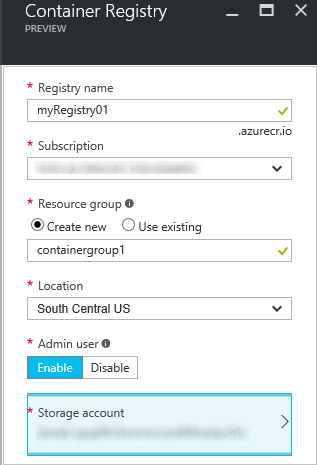 Container Registry
PREVIEW
* Registry name
myRegistry01
.azurecr.io
* Subscription
* Resource group
Create new Use existing
containergroup1
* Location
South Central US
* Admin user
Enable Disable
* Storage account